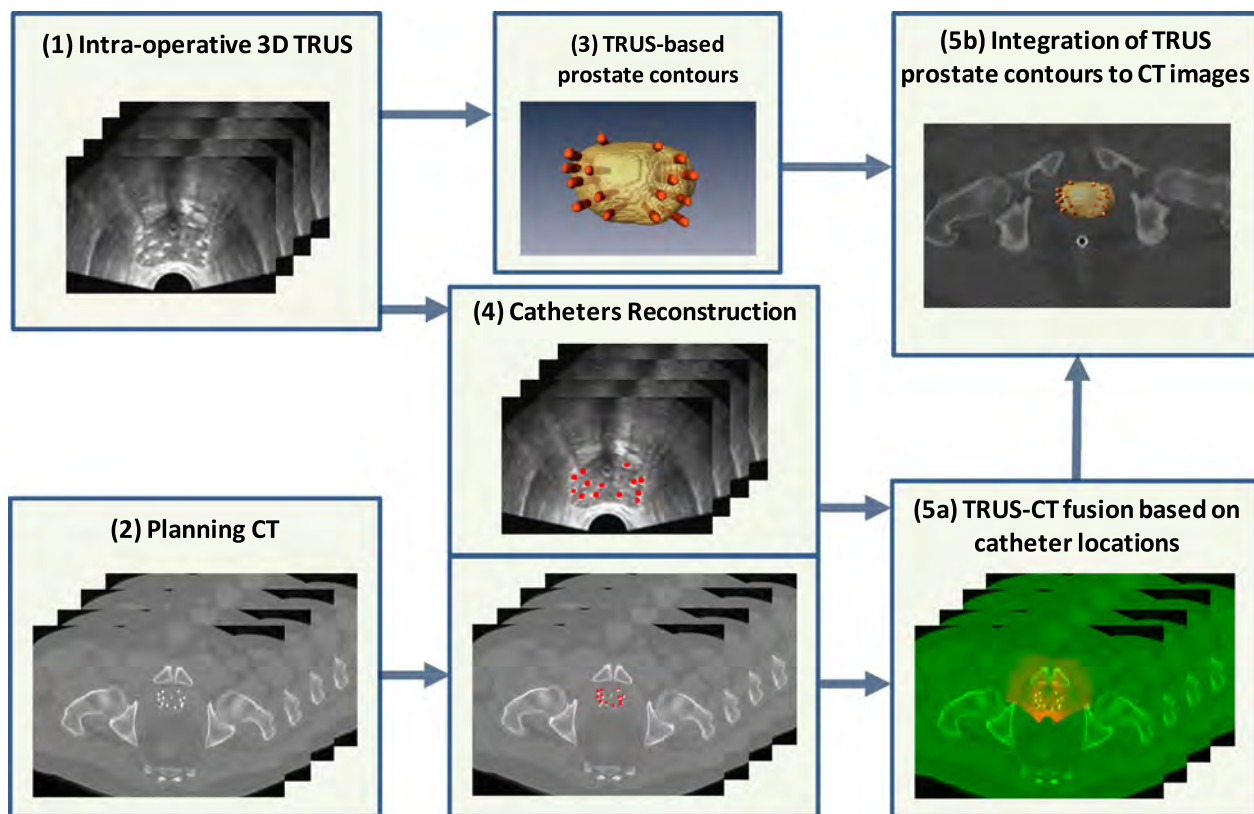 (1) Intra-operative 3D TRUS
(3) TRUS-based
prostate contours
(5b) Integration of TRUS
prostate contours to CT images
(4) Catheters Reconstruction
(2) Planning CT
(5a) TRUS-CT fusion based on
catheter locations